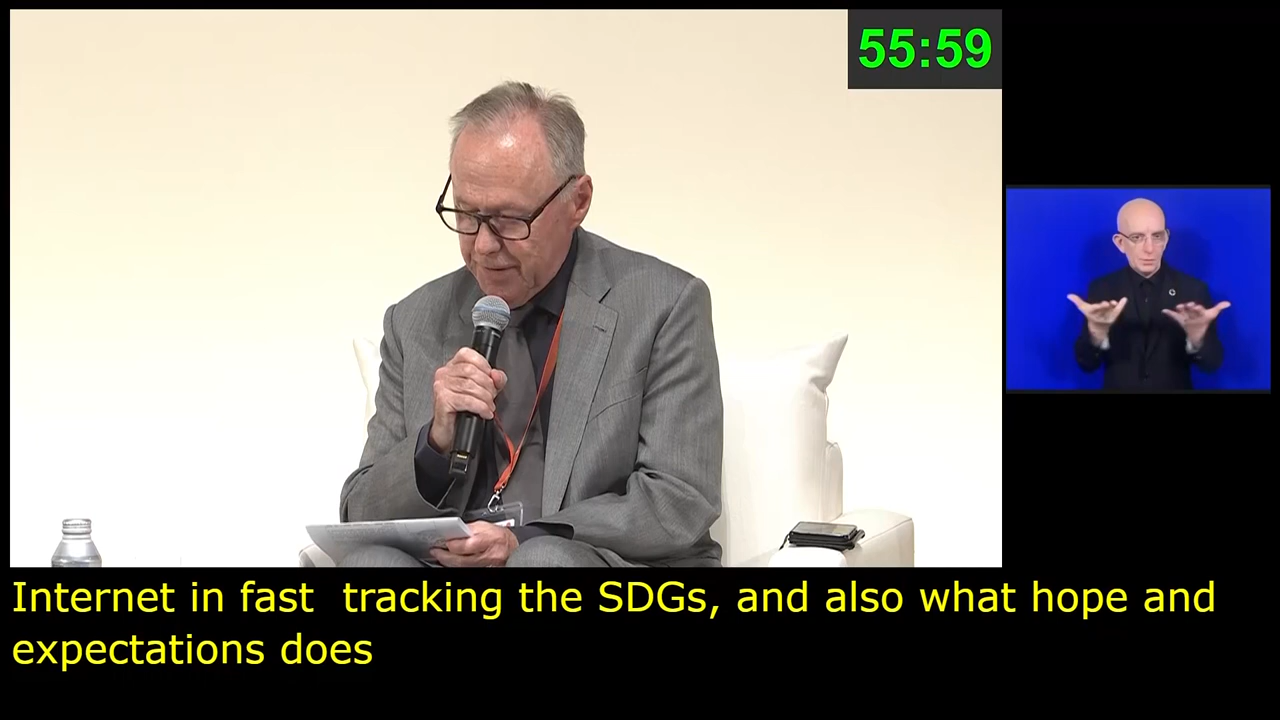 55:59
Internet in fast  tracking the SDGs, and also what hope and
expectations does